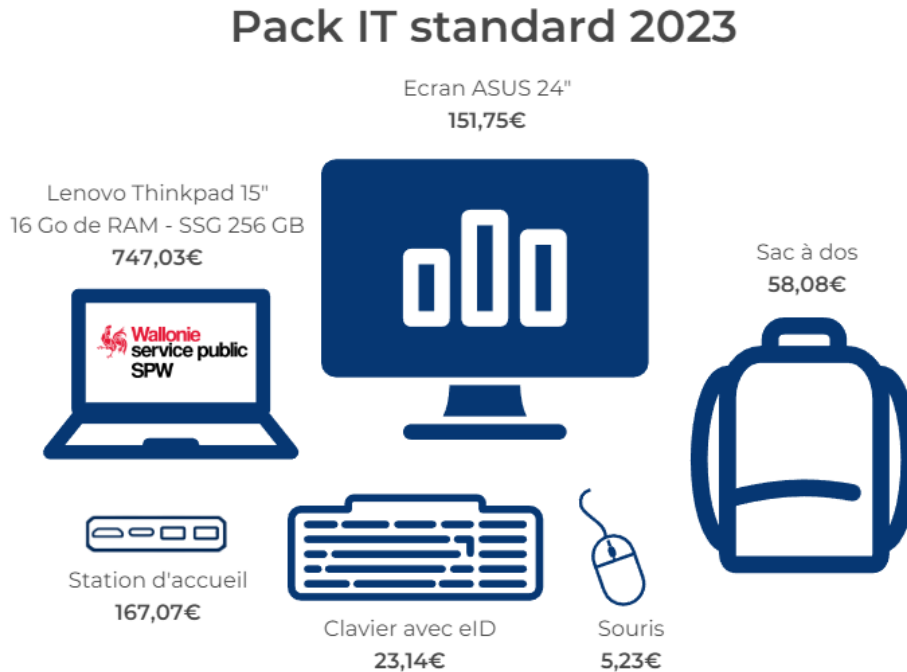 Pack IT standard 2023
Ecran ASUS 24"
151,75€
Lenovo Thinkpad 15"
16 Go de RAM - SSG 256 GB
747,03€
Wallonie
service public
SPW
Sac à dos
58,08€
Station d'accueil
167,07€
Clavier avec eID
23,14€
Souris
5,23€